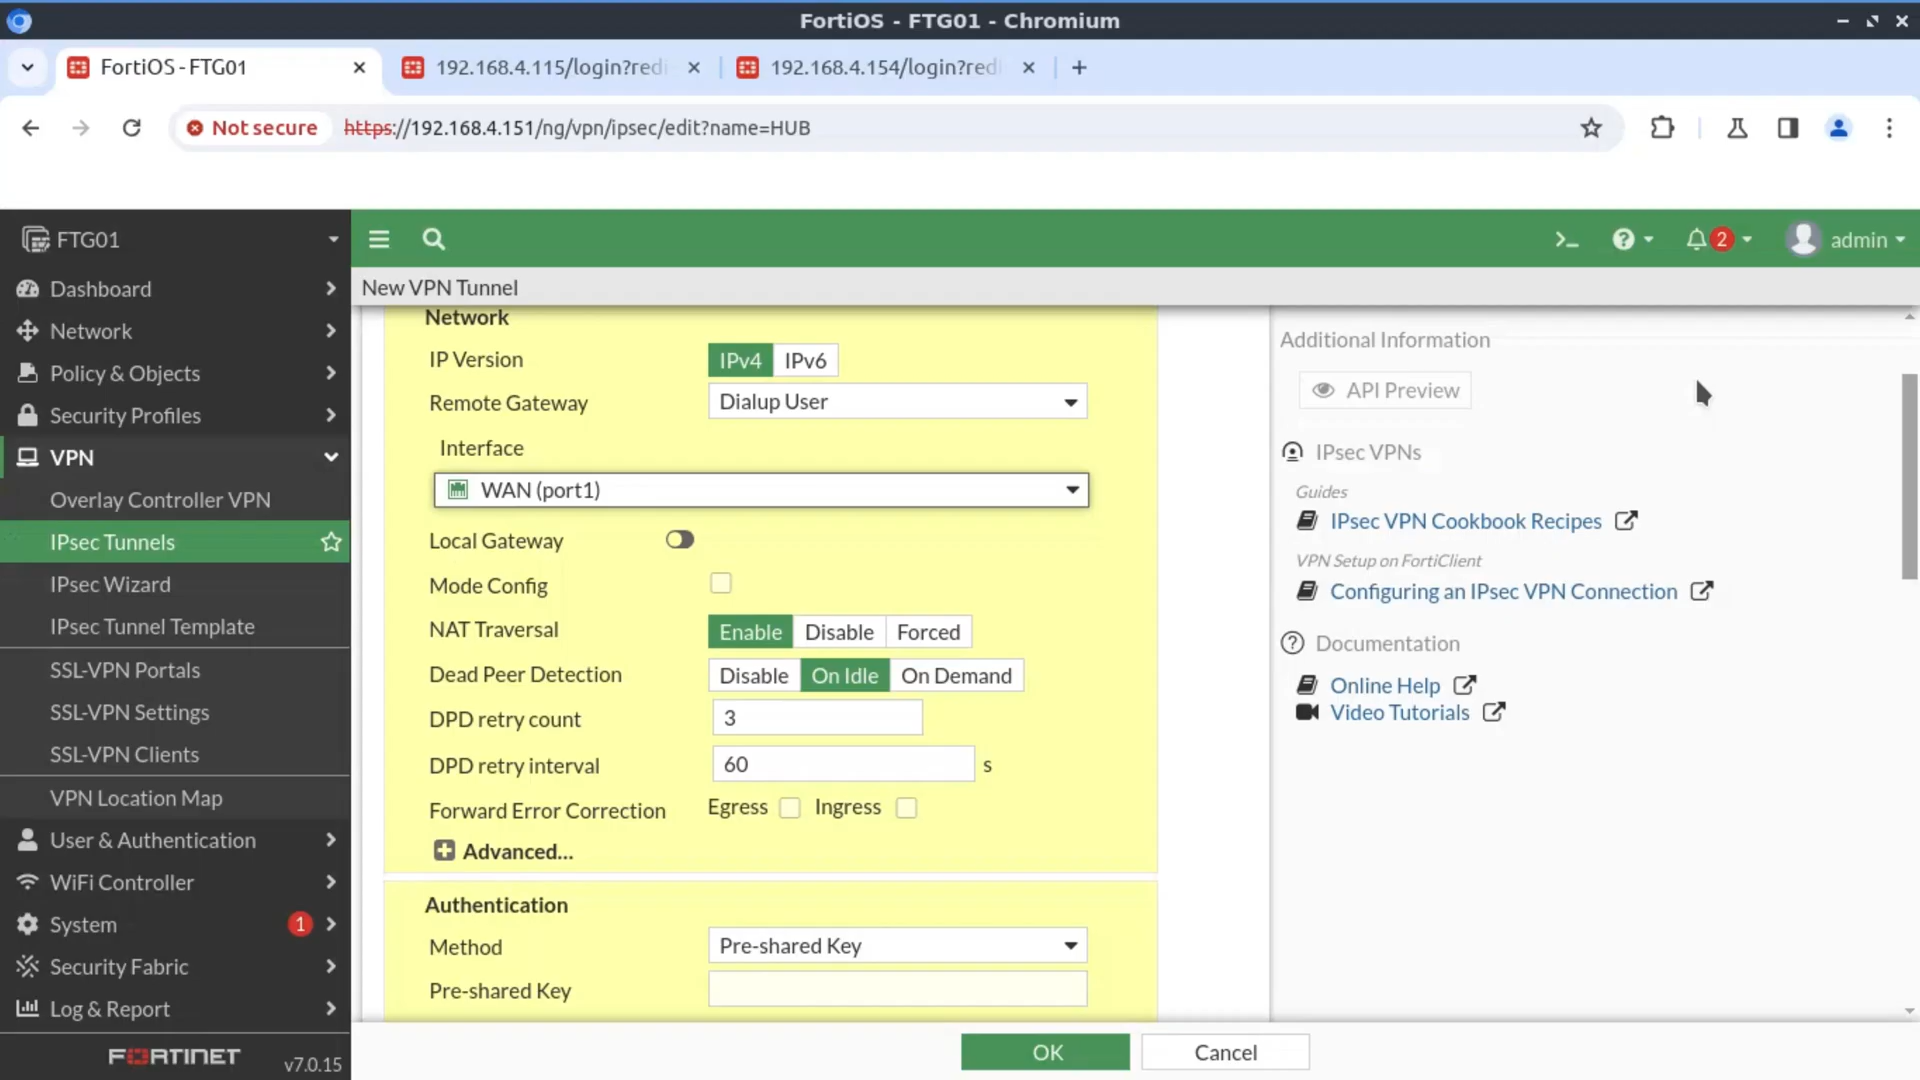 FortiOS - FTG01 - Chromium
FortiOS - FTG01
192.168.4.115/login?redi
192.168.4.154/login?redi
Not secure
https://192.168.4.151/ng/vpn/ipsec/edit?name=HUB
FTG01
2
admin
New VPN Tunnel
Dashboard
Network
Policy & Objects
Security Profiles
VPN
Overlay Controller VPN
IPsec Tunnels
IPsec Wizard
IPsec Tunnel Template
SSL-VPN Portals
SSL-VPN Settings
SSL-VPN Clients
VPN Location Map
User & Authentication
WiFi Controller
System 1
Security Fabric
Log & Report
FORTINET v7.0.15
Network
IP Version IPv4 IPv6
Remote Gateway Dialup User
Interface
WAN (port1)
Local Gateway
Mode Config
NAT Traversal Enable Disable Forced
Dead Peer Detection Disable On Idle On Demand
DPD retry count 3
DPD retry interval 60 s
Forward Error Correction Egress Ingress
Advanced...
Authentication
Method Pre-shared Key
Pre-shared Key
OK Cancel
Additional Information
API Preview
IPsec VPNs
Guides
IPsec VPN Cookbook Recipes
VPN Setup on FortiClient
Configuring an IPsec VPN Connection
Documentation
Online Help
Video Tutorials